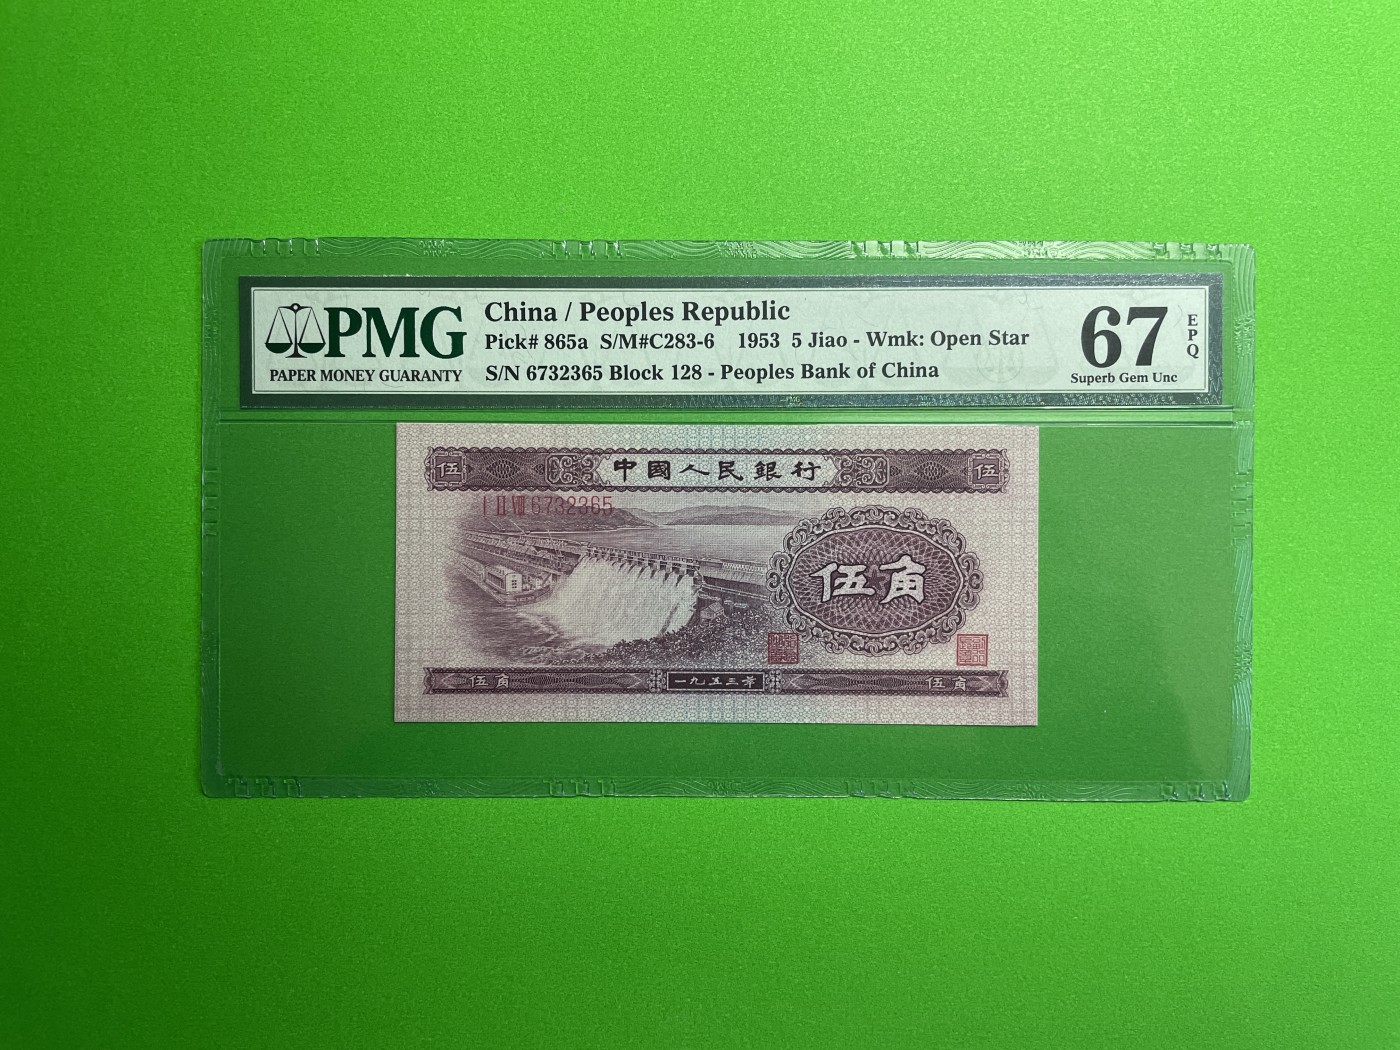 PMG
PAPER MONEY GUARANTY
China / Peoples Republic
Pick# 865a S/M#C283-6 1953 5 Jiao - Wmk: Open Star
S/N 6732365 Block 128 - Peoples Bank of China
67
EPQ
Superb Gem Unc
伍 中國人民銀行 伍
I II VIII 6732365
伍角
伍角 一九五三年 伍角